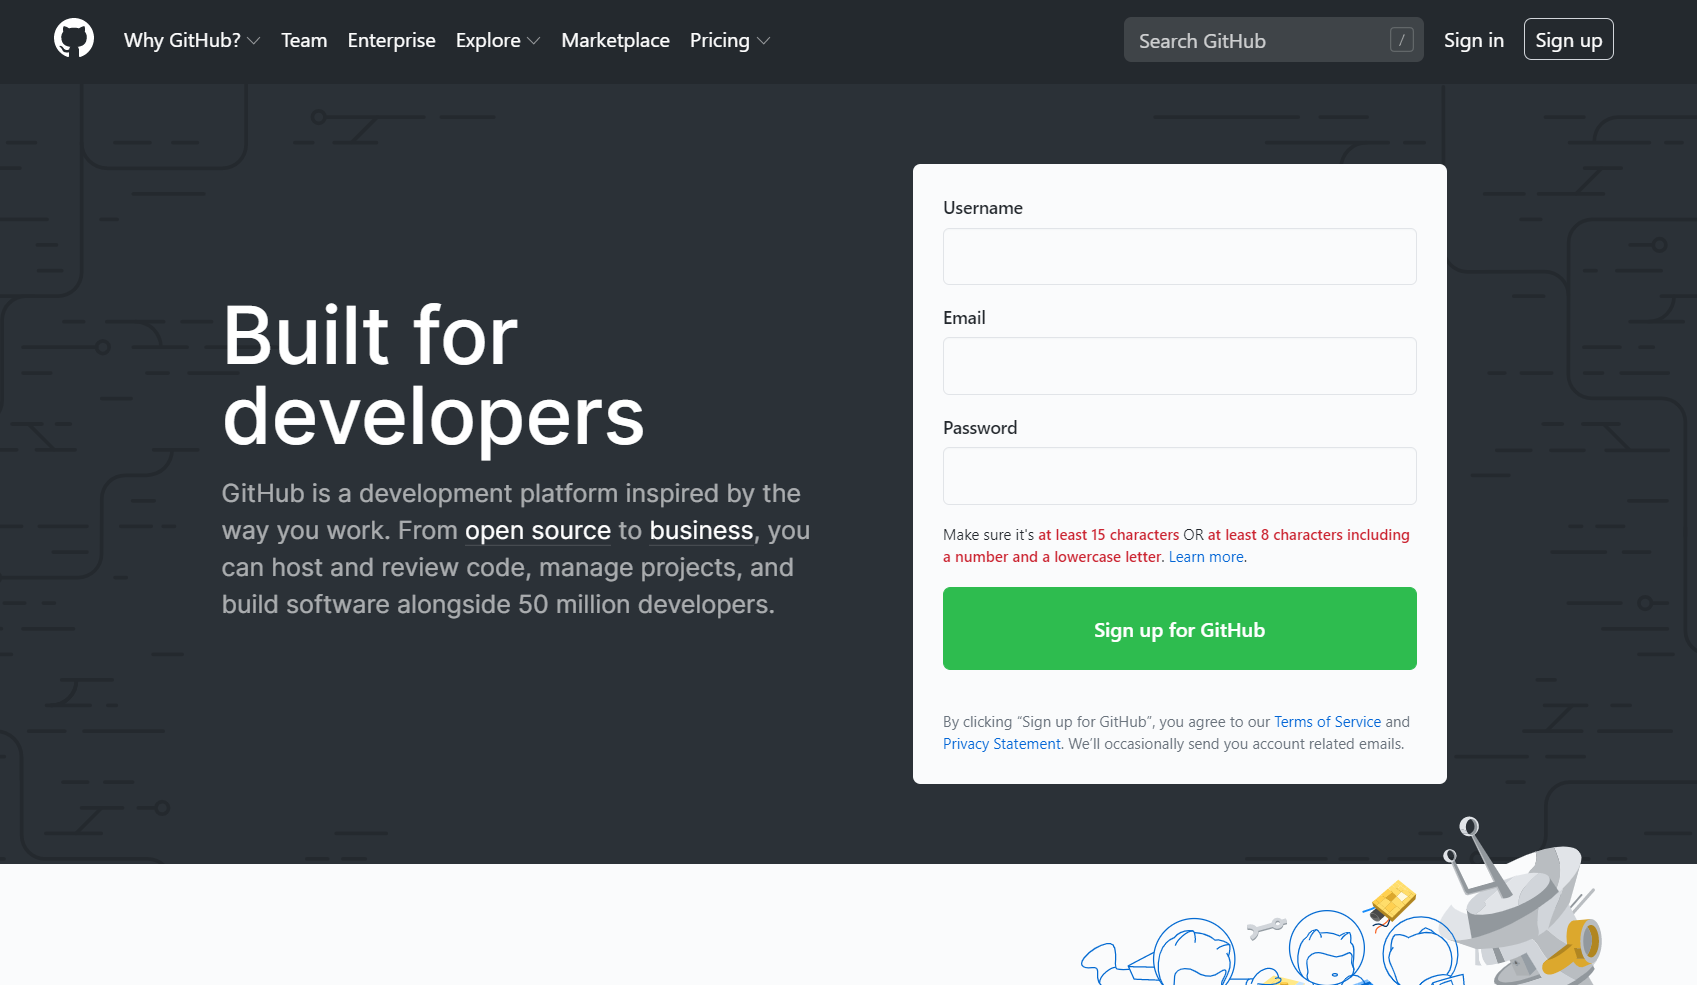 Why GitHub? Team Enterprise Explore Marketplace Pricing
Search GitHub / Sign in Sign up
Built for
developers
GitHub is a development platform inspired by the
way you work. From open source to business, you
can host and review code, manage projects, and
build software alongside 50 million developers.
Username
Email
Password
Make sure it's at least 15 characters OR at least 8 characters including
a number and a lowercase letter. Learn more.
Sign up for GitHub
By clicking “Sign up for GitHub”, you agree to our Terms of Service and
Privacy Statement. We’ll occasionally send you account related emails.